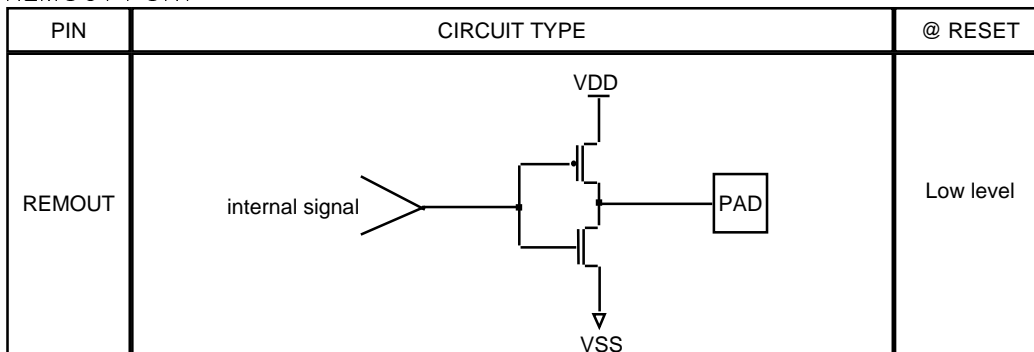 PIN CIRCUIT TYPE @ RESET
VDD
REMOUT internal signal PAD Low level
VSS